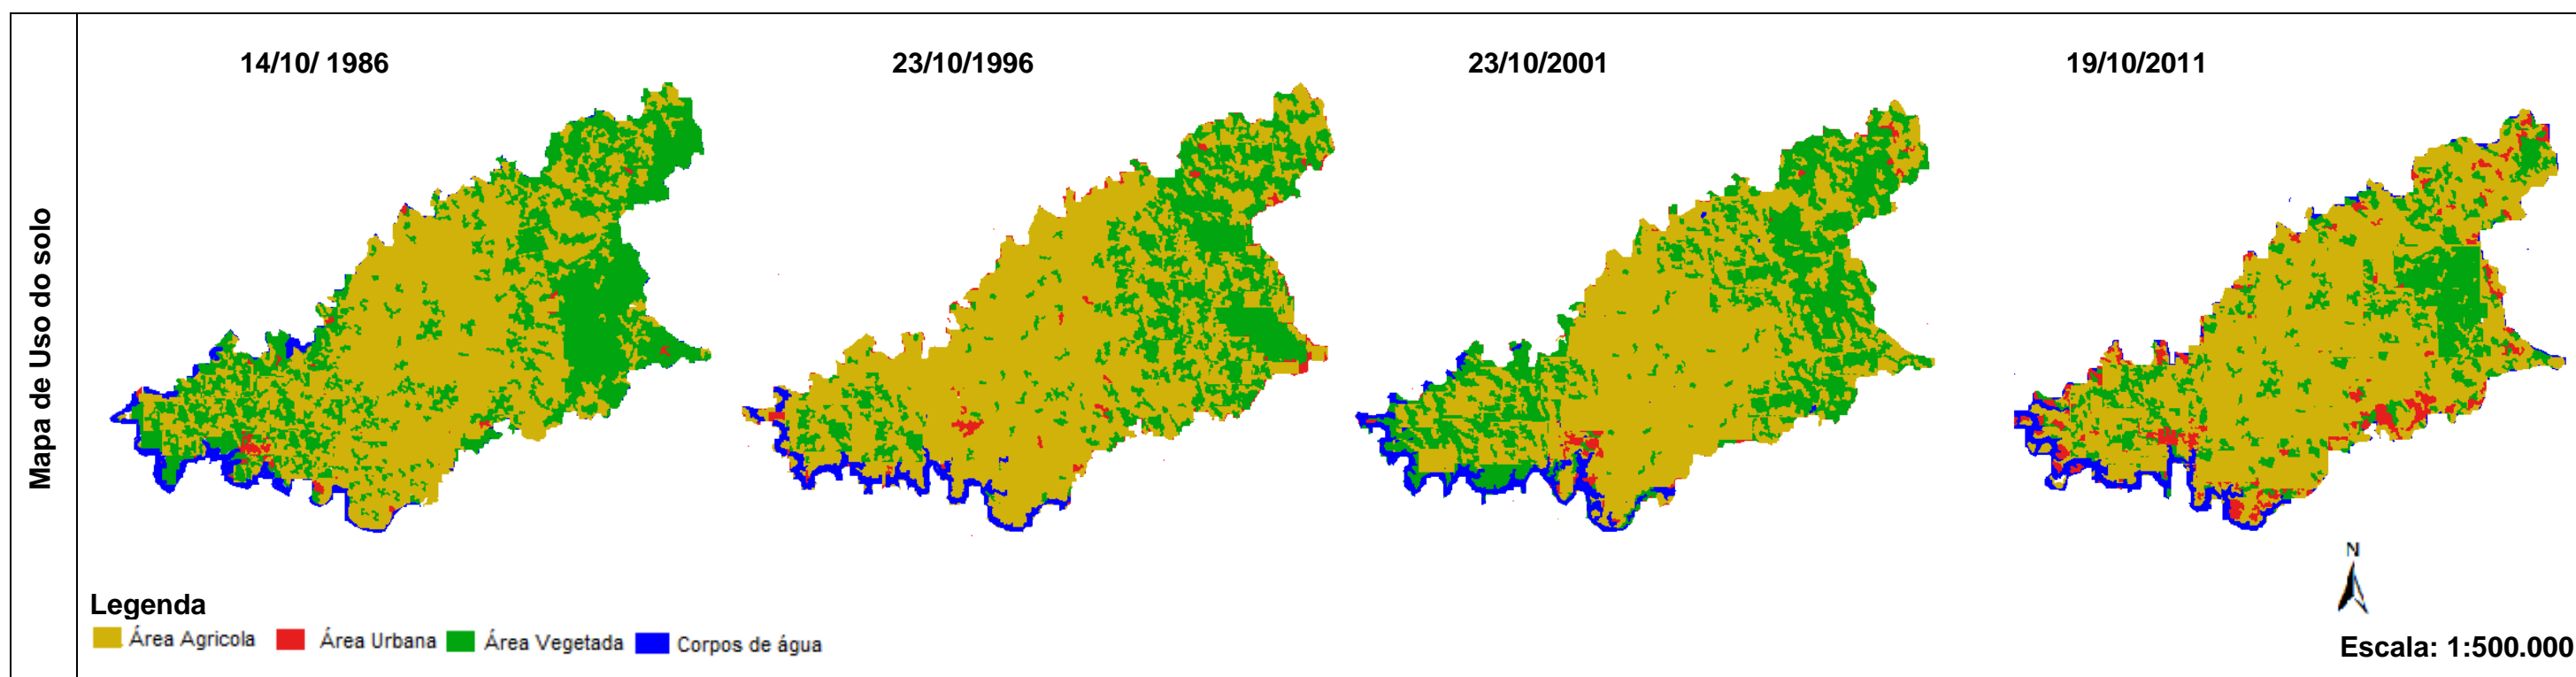 Mapa de Uso do solo
14/10/ 1986
23/10/1996
23/10/2001
19/10/2011
N
Legenda
Área Agricola
Área Urbana
Área Vegetada
Corpos de água
Escala: 1:500.000